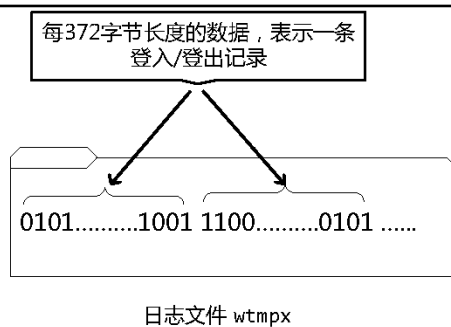 每372字节长度的数据，表示一条
登入/登出记录
0101..........1001 1100..........0101 ......
日志文件 wtmpx